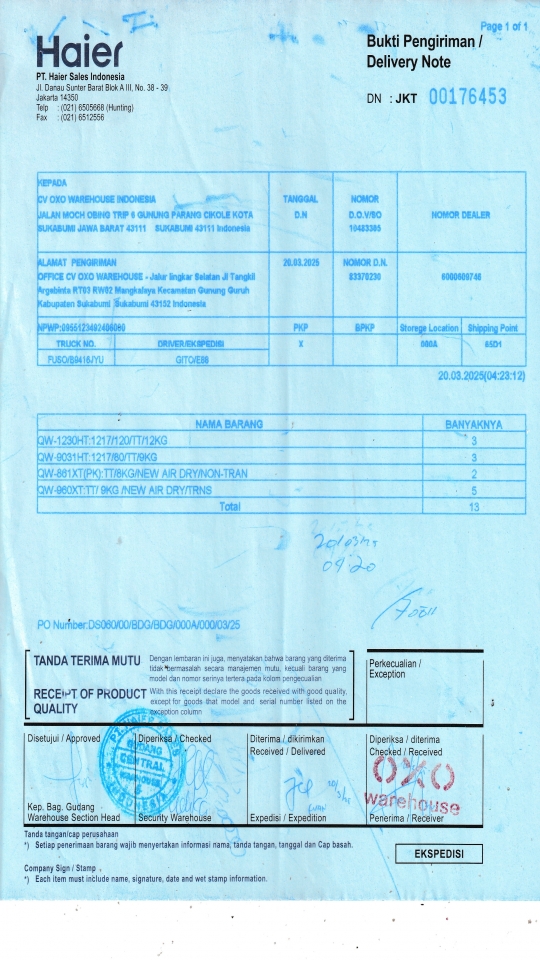 Page 1 of 1
Haier
PT. Haier Sales Indonesia
Jl. Danau Sunter Barat Blok A III, No. 38 - 39
Jakarta 14350
Telp : (021) 6505668 (Hunting)
Fax : (021) 6512556
Bukti Pengiriman /
Delivery Note
DN : JKT 00176453
KEPADA
CV OXO WAREHOUSE INDONESIA
JALAN MOCH OBING TRIP 6 GUNUNG PARANG CIKOLE KOTA
SUKABUMI JAWA BARAT 43111 SUKABUMI 43111 Indonesia
TANGGAL
D.N
NOMOR
D.O.V/SO
10483385
NOMOR DEALER
ALAMAT PENGIRIMAN
OFFICE CV OXO WAREHOUSE - Jalur lingkar Selatan Jl Tangkil
Argabinta RT03 RW02 Mangkalaya Kecamatan Gunung Guruh
Kabupaten Sukabumi Sukabumi 43152 Indonesia
20.03.2025
NOMOR D.N.
83370230
6000600746
NPWP:0955123492406000
PKP
BPKP
Storege Location
Shipping Point
TRUCK NO.
DRIVER/EKSPEDISI
X
000A
65D1
FUSO/B9416JYU
GITO/E86
20.03.2025(04:23:12)
NAMA BARANG BANYAKNYA
QW-1230HT:1217/120/TT/12KG 3
QW-9031HT:1217/80/TT/9KG 3
QW-861XT(PK):TT/8KG/NEW AIR DRY/NON-TRAN 2
QW-960XT:TT/ 9KG /NEW AIR DRY/TRNS 5
Total 13
09 20
PO Number:DS060/00/BDG/BDG/000A/000/03/25
TANDA TERIMA MUTU
Dengan lembaran ini juga, menyatakan bahwa barang yang diterima
tidak bermasalah secara manajemen mutu, kecuali barang yang
model dan nomor serinya tertera pada kolom pengecualian
RECEIPT OF PRODUCT
QUALITY
With this receipt declare the goods received with good quality,
except for goods that model and serial number listed on the
exception column
Perkecualian /
Exception
Disetujui / Approved
Diperiksa / Checked
Diterima / dikirimkan
Received / Delivered
Diperiksa / diterima
Checked / Received
PT. HAIER SALES
GUDANG
CENTRAL
WAREHOUSE
INDONESIA
OXO
warehouse
Kep. Bag. Gudang
Warehouse Section Head
Security Warehouse
Expedisi / Expedition
Penerima / Receiver
Tanda tangan/cap perusahaan
*) Setiap penerimaan barang wajib menyertakan informasi nama, tanda tangan, tanggal dan Cap basah.
EKSPEDISI
Company Sign / Stamp
*) Each item must include name, signature, date and wet stamp information.